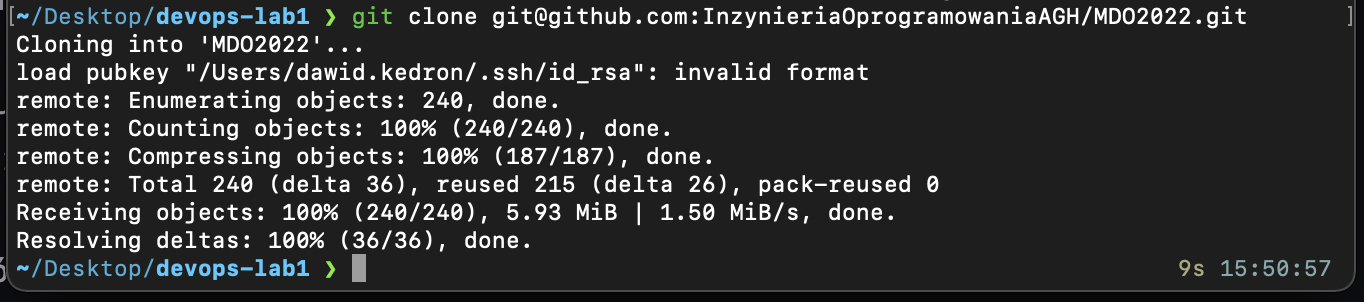 [~/Desktop/devops-lab1 ❯ git clone git@github.com:InzynieriaOprogramowaniaAGH/MDO2022.git ]
Cloning into 'MDO2022'...
load pubkey "/Users/dawid.kedron/.ssh/id_rsa": invalid format
remote: Enumerating objects: 240, done.
remote: Counting objects: 100% (240/240), done.
remote: Compressing objects: 100% (187/187), done.
remote: Total 240 (delta 36), reused 215 (delta 26), pack-reused 0
Receiving objects: 100% (240/240), 5.93 MiB | 1.50 MiB/s, done.
Resolving deltas: 100% (36/36), done.
~/Desktop/devops-lab1 ❯ 9s 15:50:57